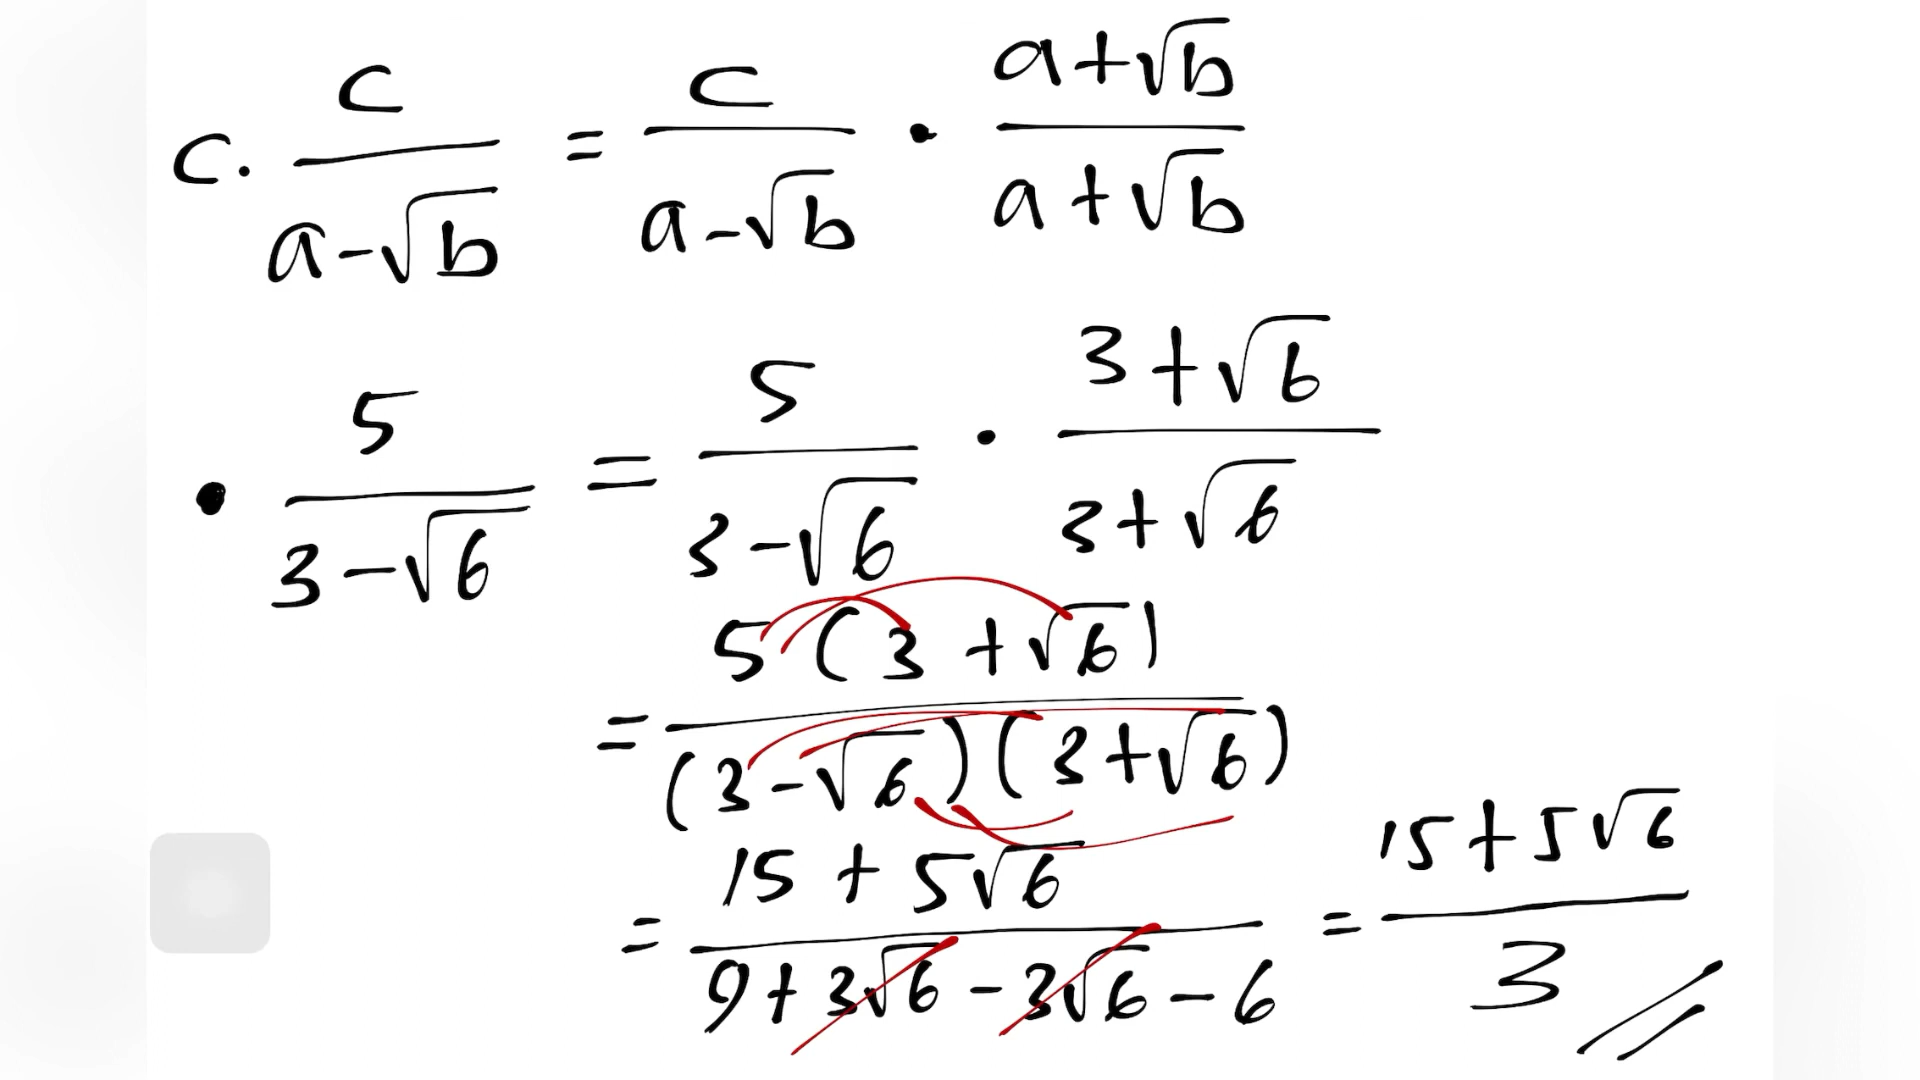 c. c/(a-√b) = c/(a-√b) · (a+√b)/(a+√b)
• 5/(3-√6) = 5/(3-√6) · (3+√6)/(3+√6)
= 5(3+√6)/(3-√6)(3+√6)
= (15+5√6)/(9+3√6-3√6-6) = (15+5√6)/3